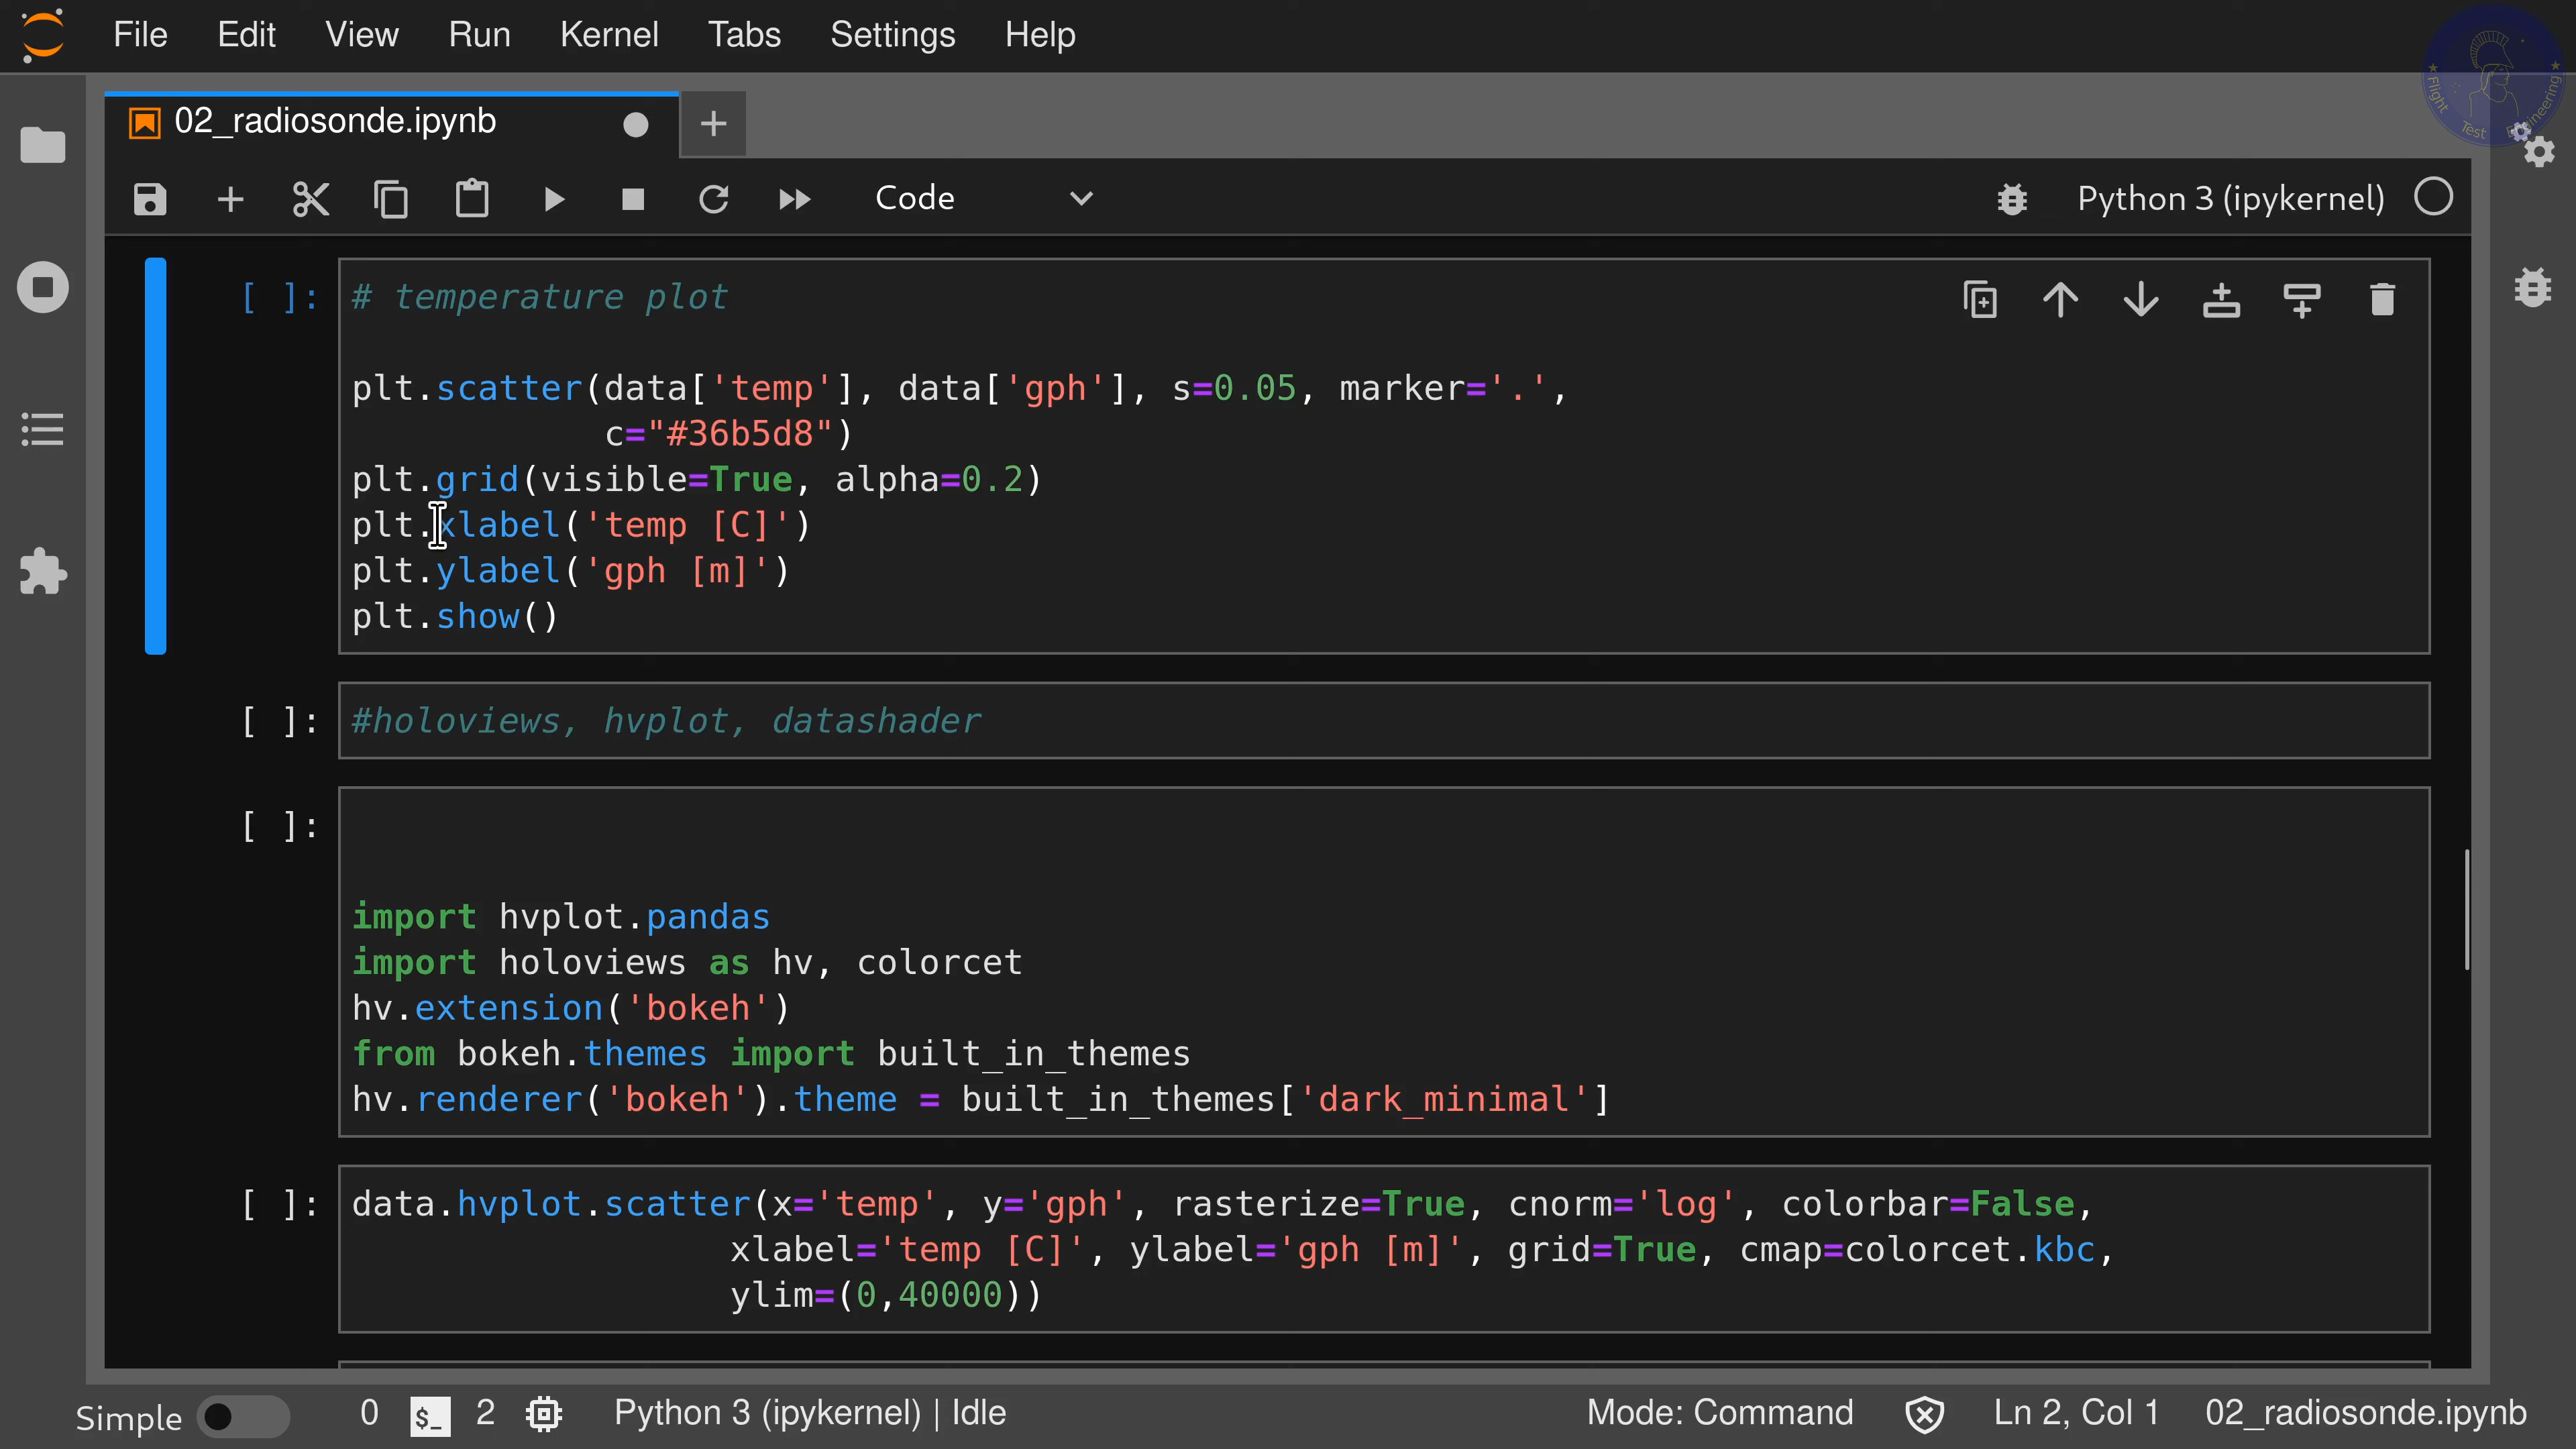 File Edit View Run Kernel Tabs Settings Help
Flight Test Engineering
02_radiosonde.ipynb
Code Python 3 (ipykernel)
[ ]: # temperature plot
plt.scatter(data['temp'], data['gph'], s=0.05, marker='.',
c="#36b5d8")
plt.grid(visible=True, alpha=0.2)
plt.xlabel('temp [C]')
plt.ylabel('gph [m]')
plt.show()
[ ]: #holoviews, hvplot, datashader
[ ]:
import hvplot.pandas
import holoviews as hv, colorcet
hv.extension('bokeh')
from bokeh.themes import built_in_themes
hv.renderer('bokeh').theme = built_in_themes['dark_minimal']
[ ]: data.hvplot.scatter(x='temp', y='gph', rasterize=True, cnorm='log', colorbar=False,
xlabel='temp [C]', ylabel='gph [m]', grid=True, cmap=colorcet.kbc,
ylim=(0,40000))
Simple 0 $_ 2 Python 3 (ipykernel) | Idle Mode: Command Ln 2, Col 1 02_radiosonde.ipynb